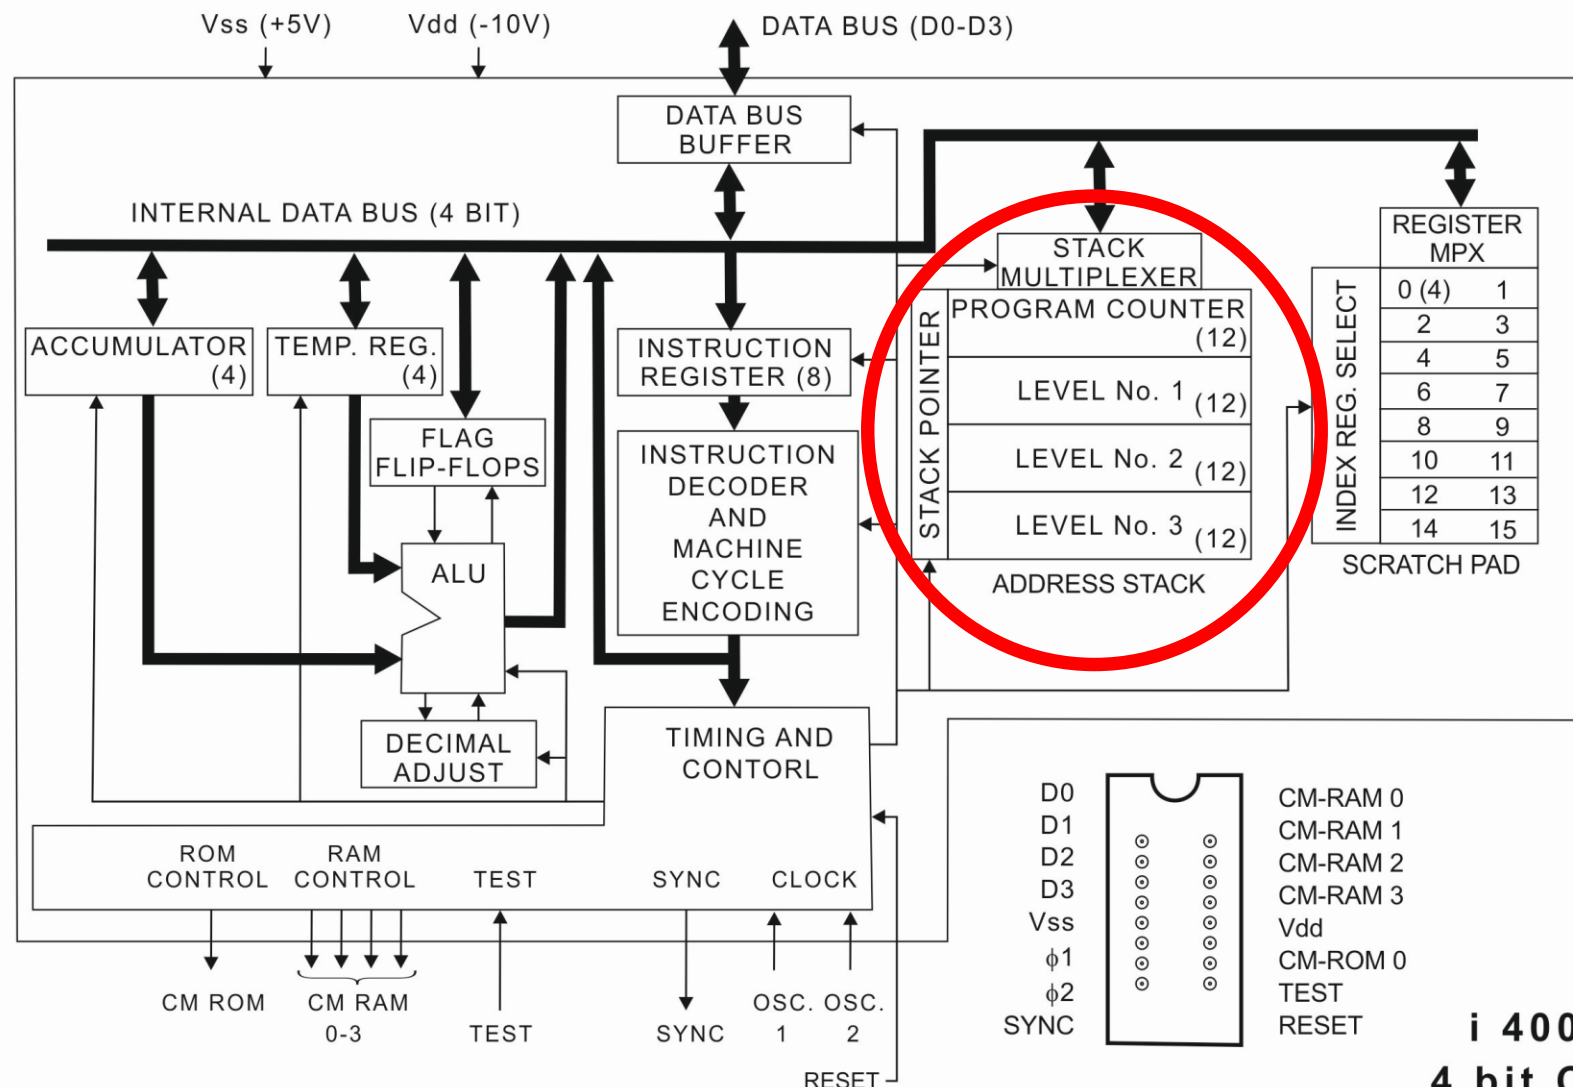 Vss (+5V)
Vdd (-10V)
DATA BUS (D0-D3)
DATA BUS
BUFFER
INTERNAL DATA BUS (4 BIT)
STACK
MULTIPLEXER
REGISTER
MPX
ACCUMULATOR
(4)
TEMP. REG.
(4)
INSTRUCTION
REGISTER (8)
FLAG
FLIP-FLOPS
INSTRUCTION
DECODER
AND
MACHINE
CYCLE
ENCODING
ALU
DECIMAL
ADJUST
STACK POINTER
PROGRAM COUNTER
(12)
LEVEL No. 1 (12)
LEVEL No. 2 (12)
LEVEL No. 3 (12)
ADDRESS STACK
INDEX REG. SELECT
0 (4) 1
2 3
4 5
6 7
8 9
10 11
12 13
14 15
SCRATCH PAD
TIMING AND
CONTORL
ROM
CONTROL
RAM
CONTROL
TEST
SYNC
CLOCK
CM ROM
CM RAM
0-3
TEST
SYNC
OSC.
1
OSC.
2
RESET
D0
D1
D2
D3
Vss
ϕ1
ϕ2
SYNC
CM-RAM 0
CM-RAM 1
CM-RAM 2
CM-RAM 3
Vdd
CM-ROM 0
TEST
RESET
i 400
4 bit C